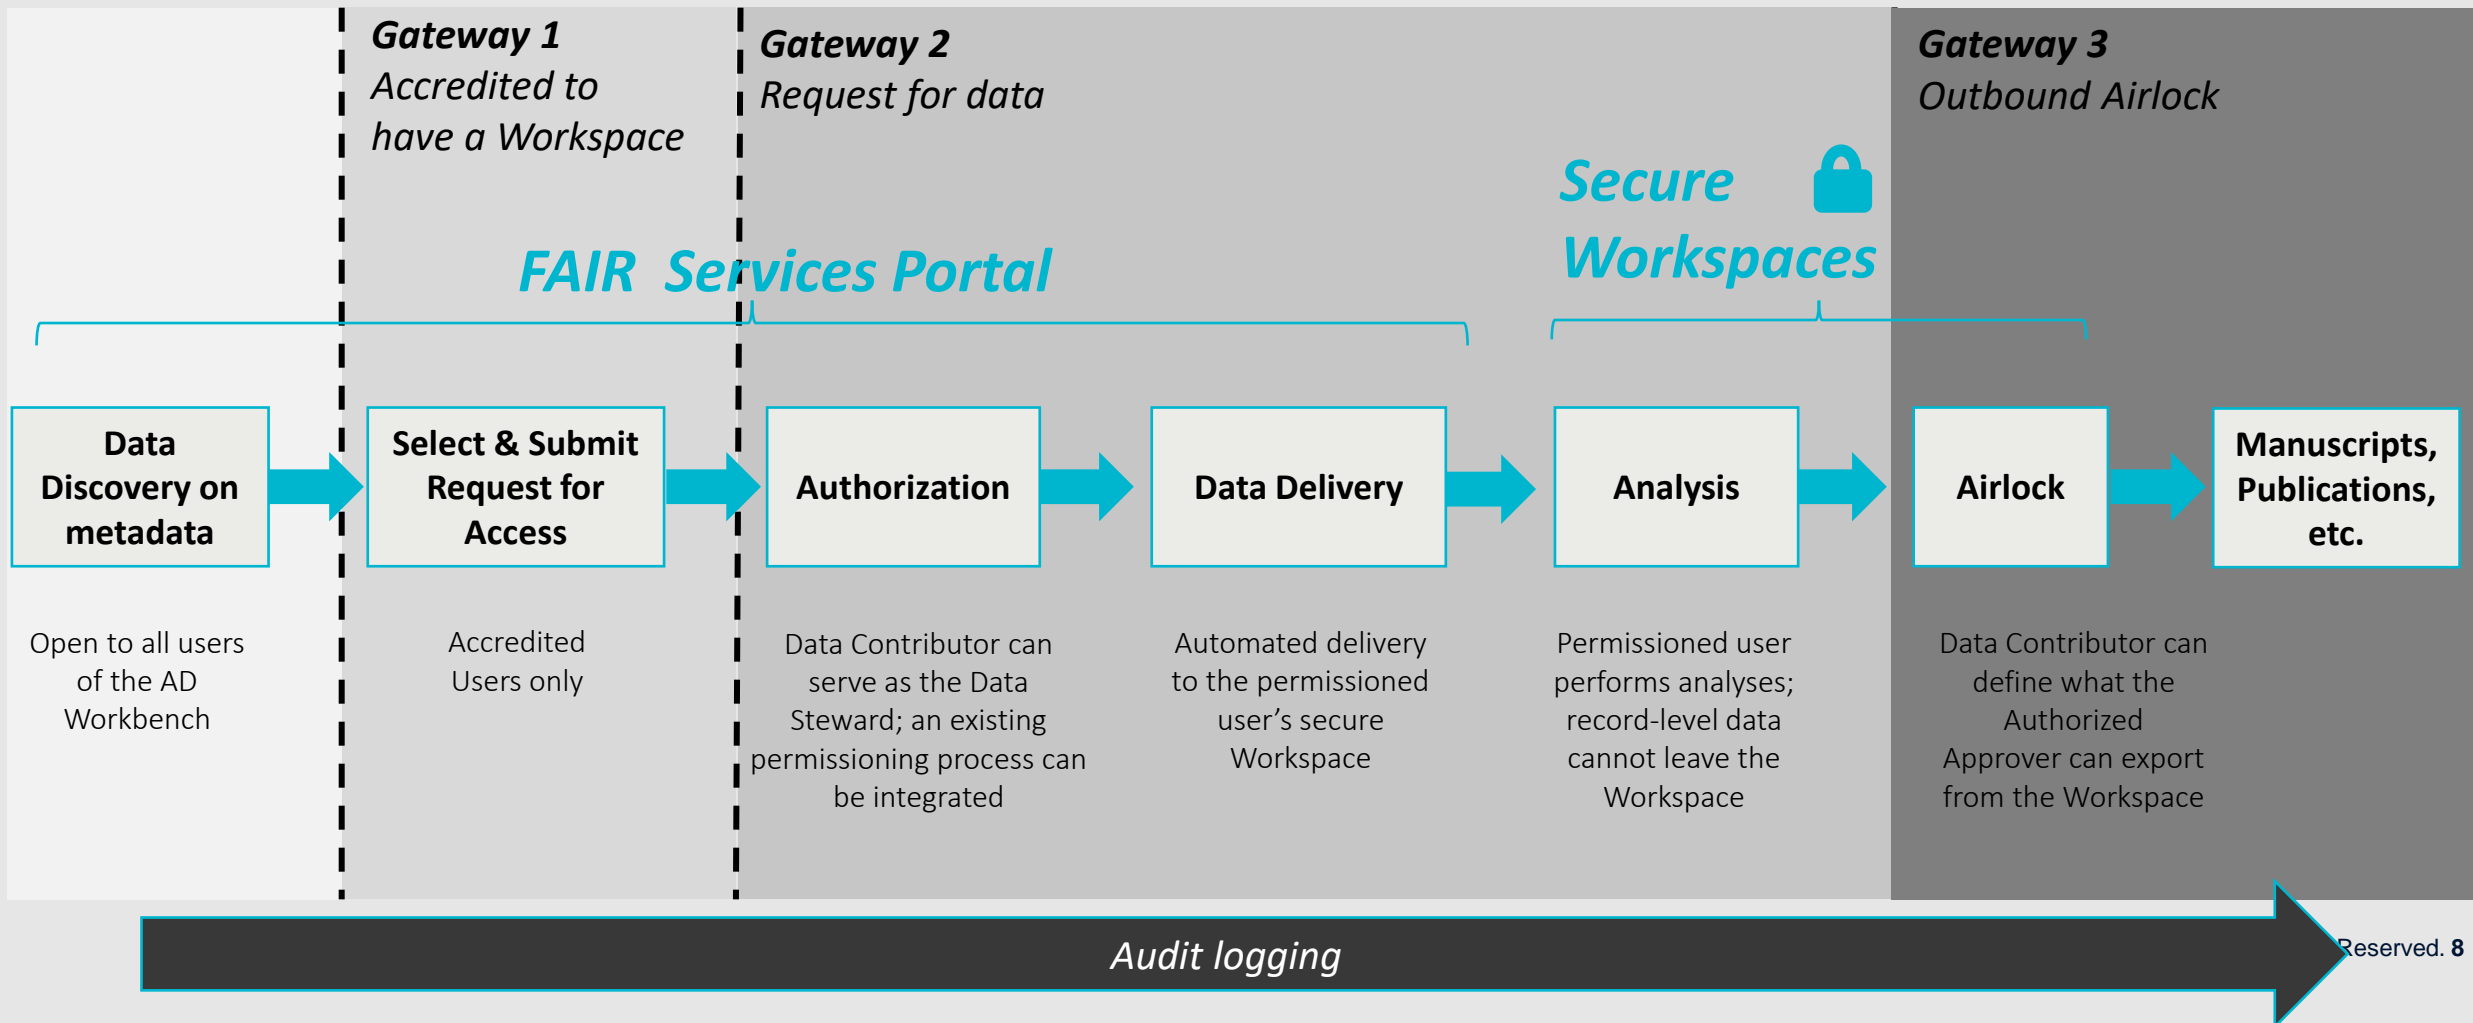 Gateway 1
Accredited to
have a Workspace
Gateway 2
Request for data
Gateway 3
Outbound Airlock
FAIR Services Portal
Secure
Workspaces
Data
Discovery on
metadata
Select & Submit
Request for
Access
Authorization
Data Delivery
Analysis
Airlock
Manuscripts,
Publications,
etc.
Open to all users
of the AD
Workbench
Accredited
Users only
Data Contributor can
serve as the Data
Steward; an existing
permissioning process can
be integrated
Automated delivery
to the permissioned
user’s secure
Workspace
Permissioned user
performs analyses;
record-level data
cannot leave the
Workspace
Data Contributor can
define what the
Authorized
Approver can export
from the Workspace
Audit logging
Reserved. 8